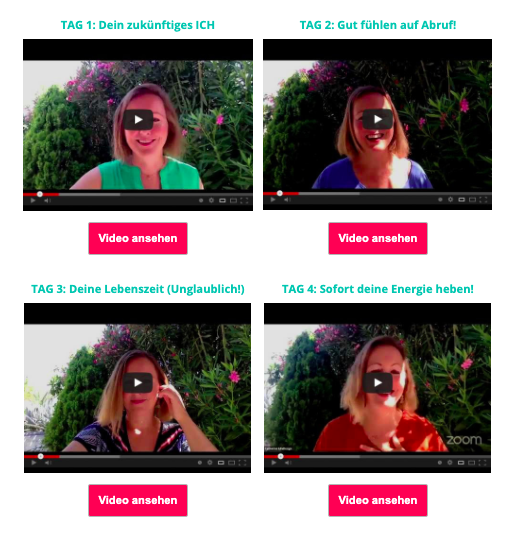 TAG 1: Dein zukünftiges ICH
TAG 2: Gut fühlen auf Abruf!
Video ansehen
Video ansehen
TAG 3: Deine Lebenszeit (Unglaublich!)
TAG 4: Sofort deine Energie heben!
zoom
Video ansehen
Video ansehen